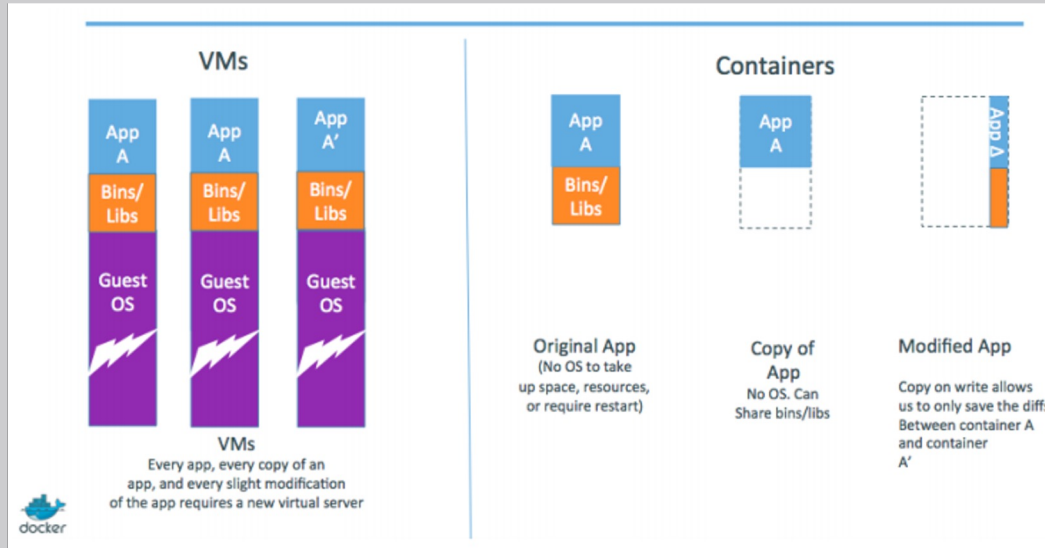 VMs
App
A
Bins/
Libs
Guest
OS
App
A
Bins/
Libs
Guest
OS
App
A'
Bins/
Libs
Guest
OS
VMs
Every app, every copy of an
app, and every slight modification
of the app requires a new virtual server
docker
Containers
App
A
Bins/
Libs
Original App
(No OS to take
up space, resources,
or require restart)
App
A
Copy of
App
No OS. Can
Share bins/libs
App A
Modified App
Copy on write allows
us to only save the diffs
Between container A
and container
A'